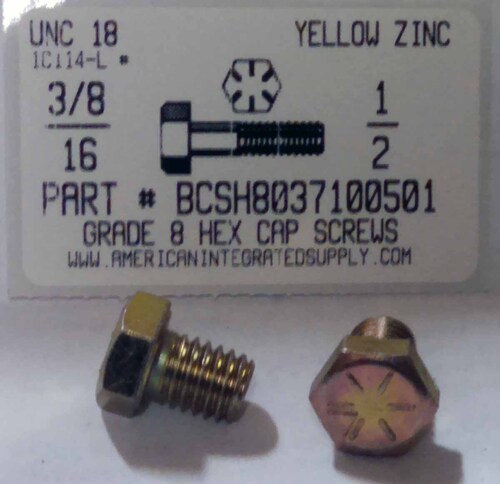 UNC 18 YELLOW ZINC
3/8 1
16 2
PART # BCSH8037100501
GRADE 8 HEX CAP SCREWS
WWW.AMERICANINTEGRATEDSUPPLY.COM